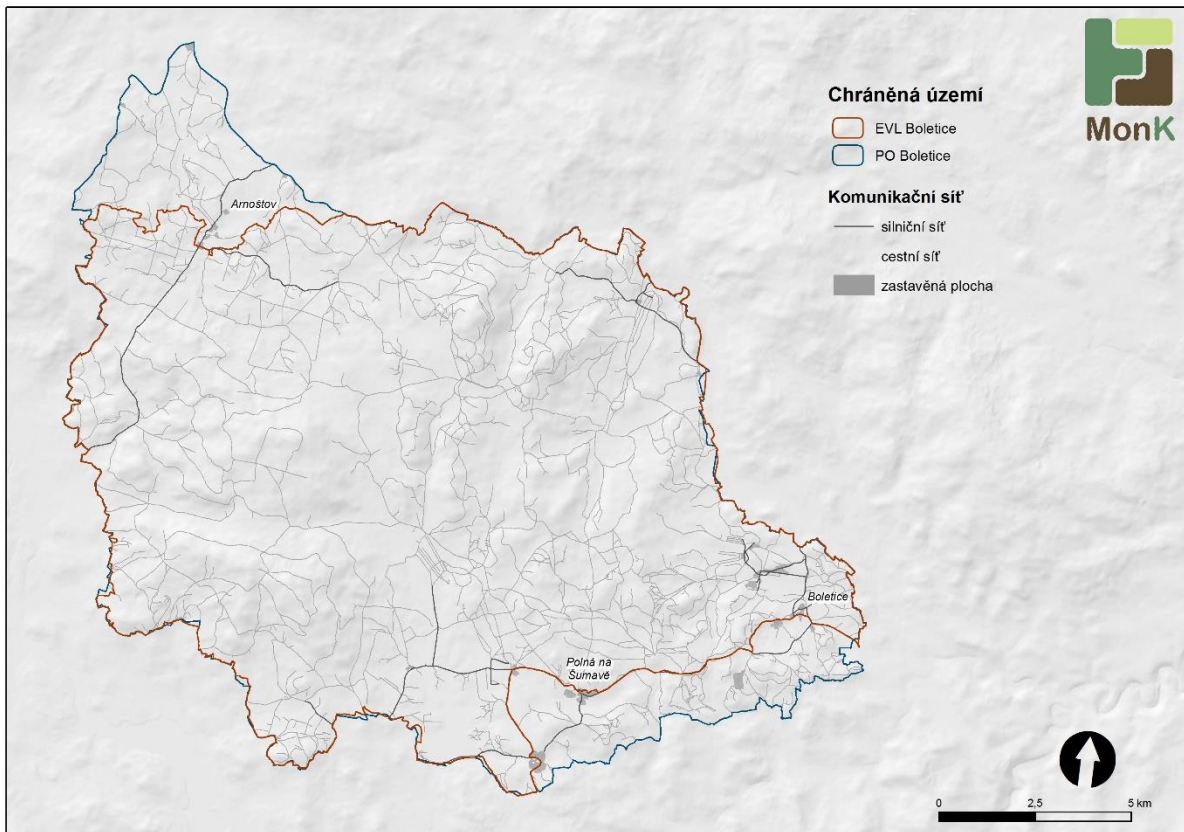 MonK
Chráněná území
EVL Boletice
PO Boletice
Komunikační síť
silniční síť
cestní síť
zastavěná plocha
Arnoštov
Boletice
Polná na
Šumavě
0 2,5 5 km